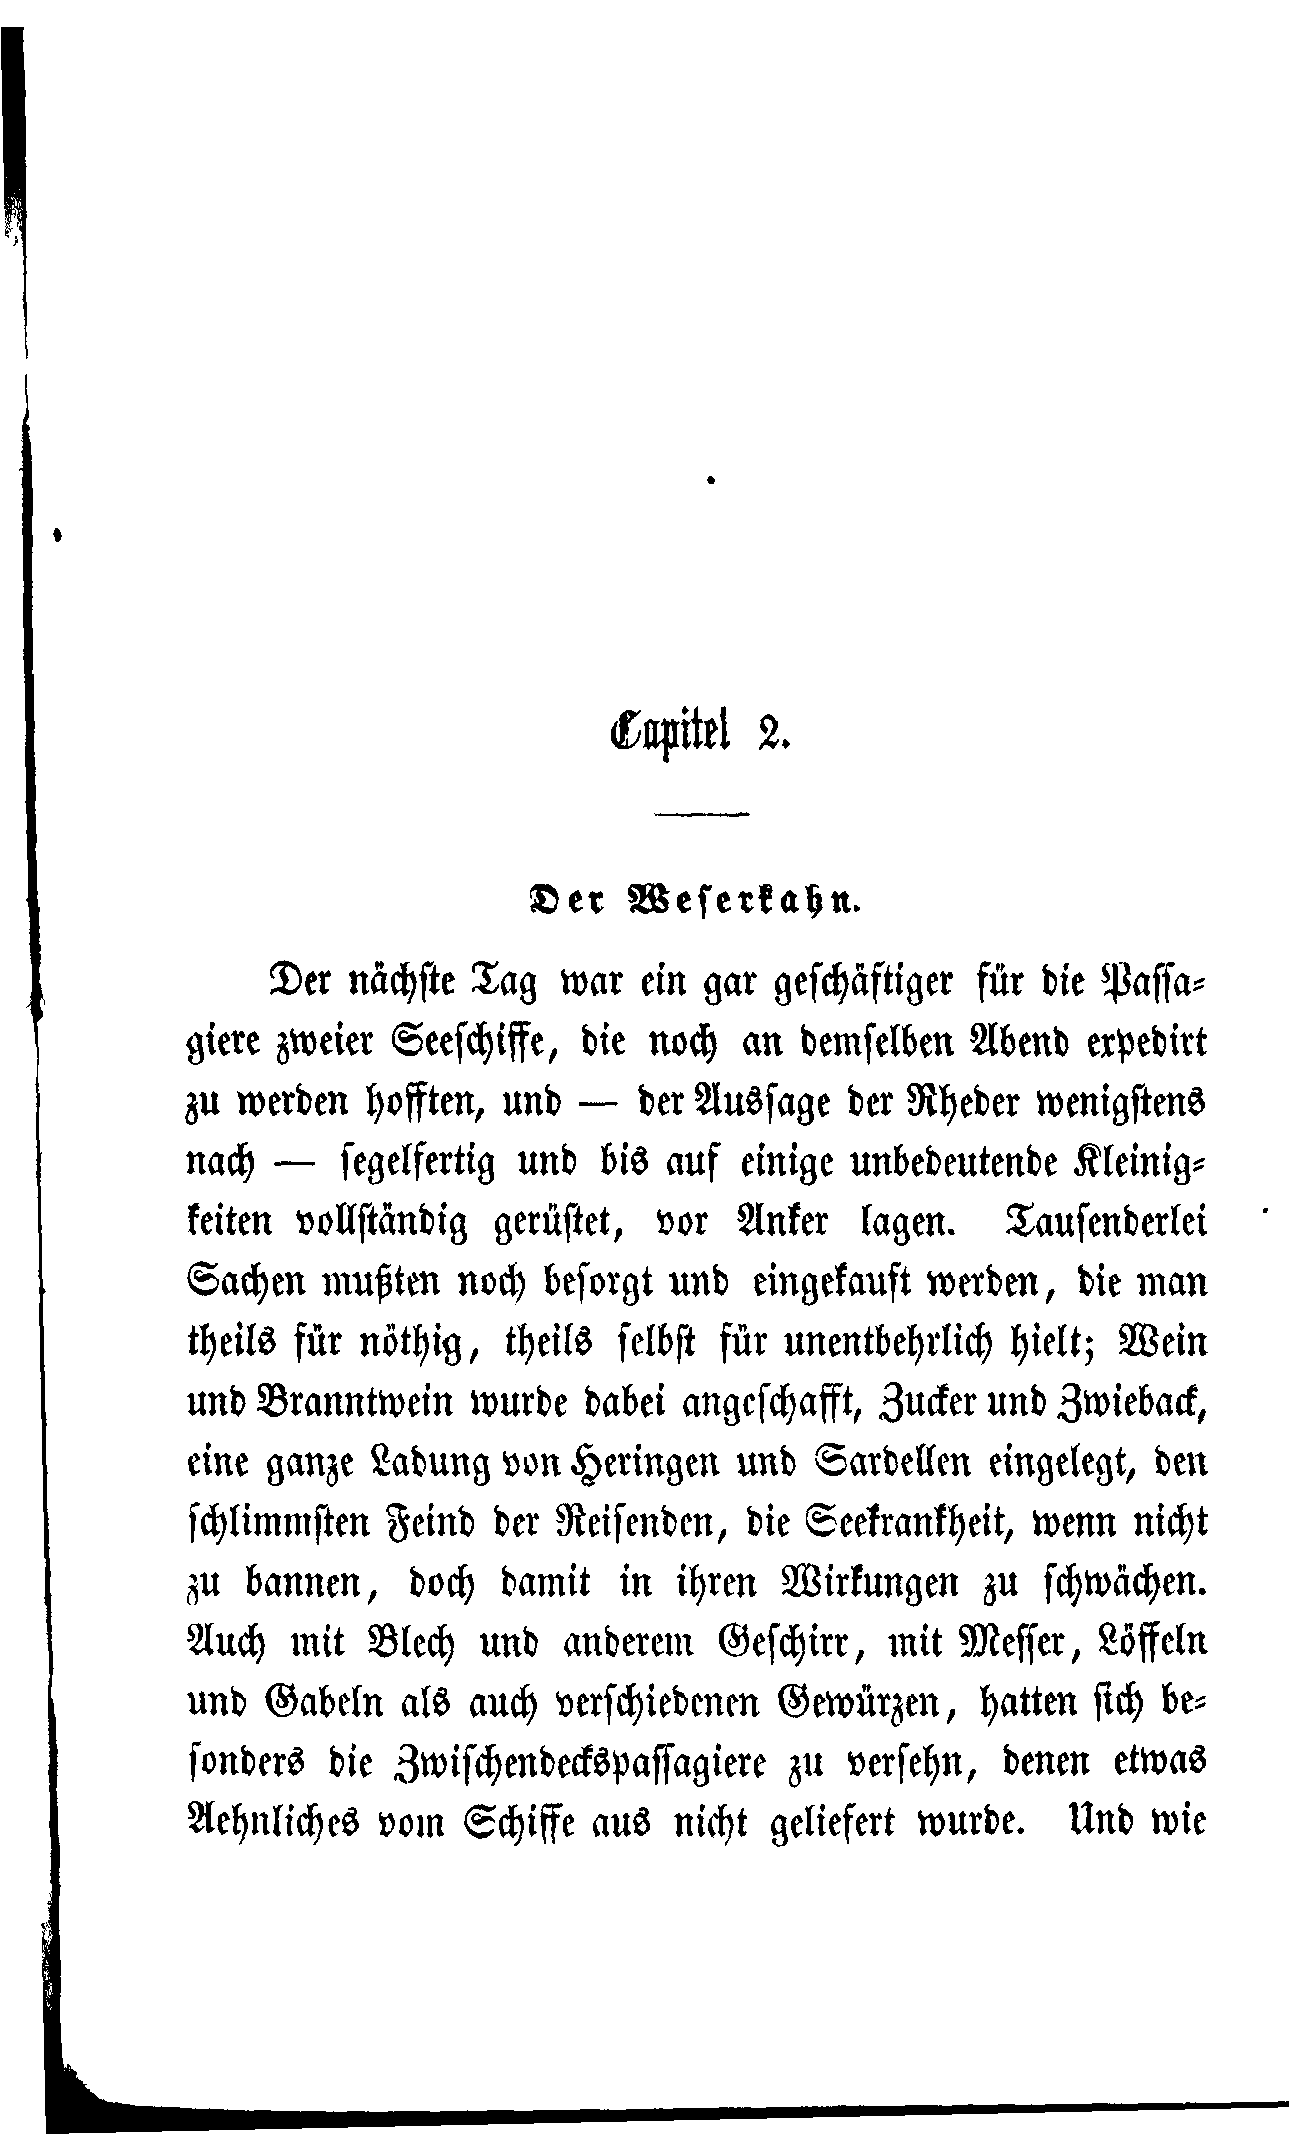 Capitel 2.
Der Weserkahn.
Der nächste Tag war ein gar geschäftiger für die Passa-
giere zweier Seeschiffe, die noch an demselben Abend expedirt
zu werden hofften, und — der Aussage der Rheder wenigstens
nach — segelfertig und bis auf einige unbedeutende Kleinig-
keiten vollständig gerüstet, vor Anker lagen. Tausenderlei
Sachen mußten noch besorgt und eingekauft werden, die man
theils für nöthig, theils selbst für unentbehrlich hielt; Wein
und Branntwein wurde dabei angeschafft, Zucker und Zwieback,
eine ganze Ladung von Heringen und Sardellen eingelegt, den
schlimmsten Feind der Reisenden, die Seekrankheit, wenn nicht
zu bannen, doch damit in ihren Wirkungen zu schwächen.
Auch mit Blech und anderem Geschirr, mit Messer, Löffeln
und Gabeln als auch verschiedenen Gewürzen, hatten sich be-
sonders die Zwischendeckspassagiere zu versehn, denen etwas
Aehnliches vom Schiffe aus nicht geliefert wurde. Und wie